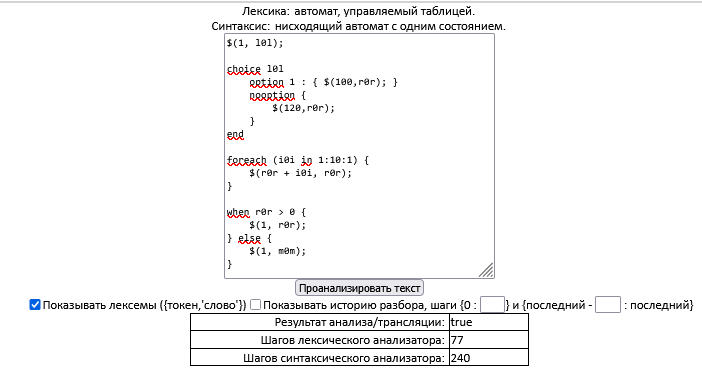 Лексика: автомат, управляемый таблицей.
Синтаксис: нисходящий автомат с одним состоянием.
$(1, l0l);
choice l0l
option 1 : { $(100,r0r); }
nooption {
$(120,r0r);
}
end
foreach (i0i in 1:10:1) {
$(r0r + i0i, r0r);
}
when r0r > 0 {
$(1, r0r);
} else {
$(1, m0m);
}
Проанализировать текст
Показывать лексемы ({токен,'слово'}) Показывать историю разбора, шаги {0 : } и {последний - : последний}
Результат анализа/трансляции: true
Шагов лексического анализатора: 77
Шагов синтаксического анализатора: 240